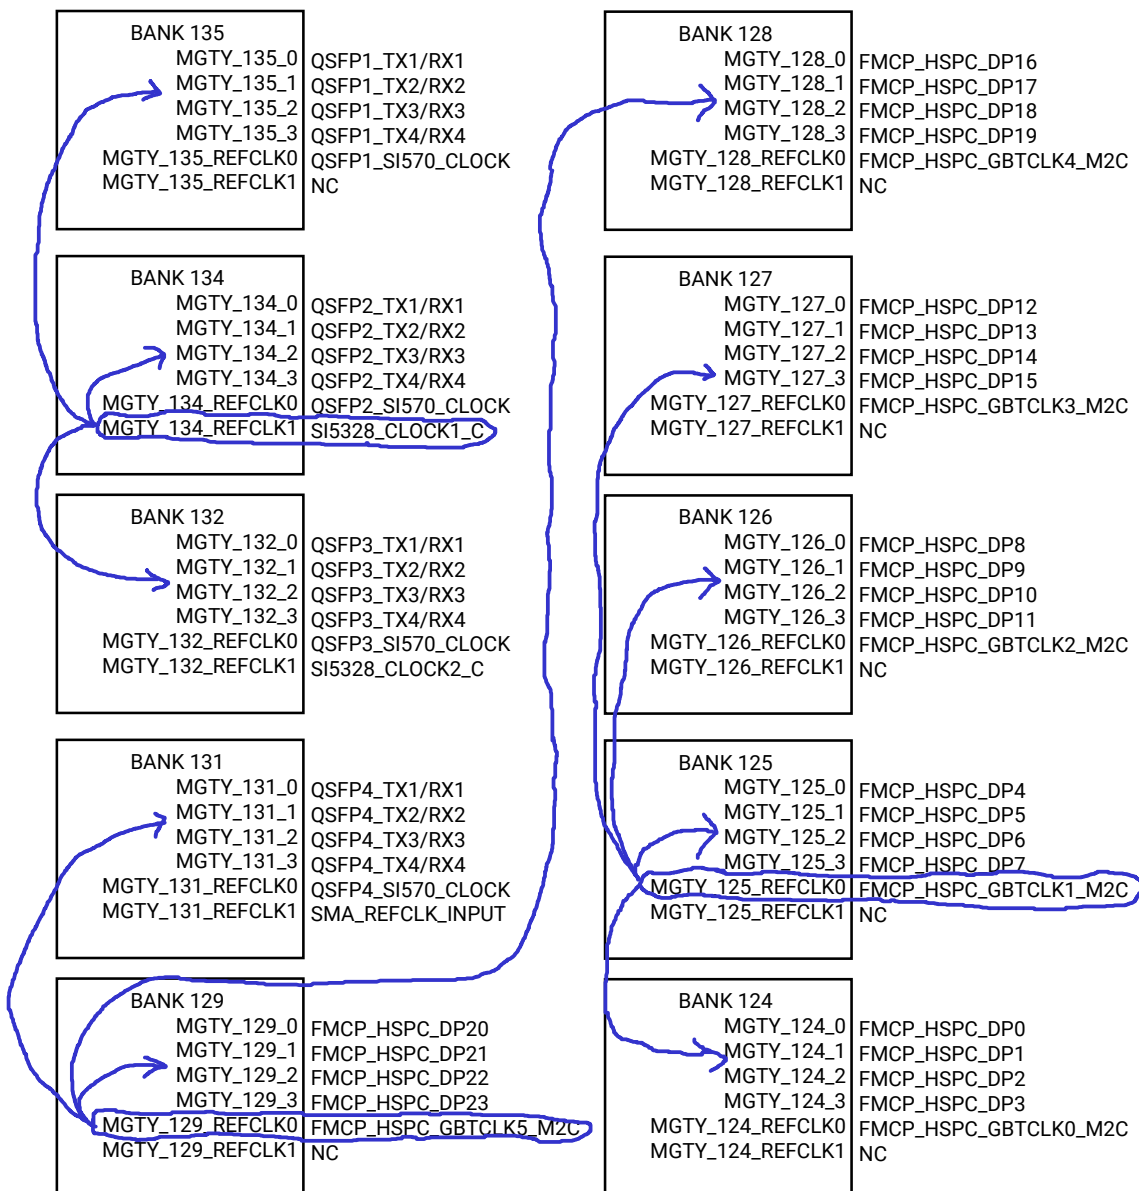 BANK 135
MGTY_135_0 QSFP1_TX1/RX1
MGTY_135_1 QSFP1_TX2/RX2
MGTY_135_2 QSFP1_TX3/RX3
MGTY_135_3 QSFP1_TX4/RX4
MGTY_135_REFCLK0 QSFP1_SI570_CLOCK
MGTY_135_REFCLK1 NC
BANK 134
MGTY_134_0 QSFP2_TX1/RX1
MGTY_134_1 QSFP2_TX2/RX2
MGTY_134_2 QSFP2_TX3/RX3
MGTY_134_3 QSFP2_TX4/RX4
MGTY_134_REFCLK0 QSFP2_SI570_CLOCK
MGTY_134_REFCLK1 SI5328_CLOCK1_C
BANK 132
MGTY_132_0 QSFP3_TX1/RX1
MGTY_132_1 QSFP3_TX2/RX2
MGTY_132_2 QSFP3_TX3/RX3
MGTY_132_3 QSFP3_TX4/RX4
MGTY_132_REFCLK0 QSFP3_SI570_CLOCK
MGTY_132_REFCLK1 SI5328_CLOCK2_C
BANK 131
MGTY_131_0 QSFP4_TX1/RX1
MGTY_131_1 QSFP4_TX2/RX2
MGTY_131_2 QSFP4_TX3/RX3
MGTY_131_3 QSFP4_TX4/RX4
MGTY_131_REFCLK0 QSFP4_SI570_CLOCK
MGTY_131_REFCLK1 SMA_REFCLK_INPUT
BANK 129
MGTY_129_0 FMCP_HSPC_DP20
MGTY_129_1 FMCP_HSPC_DP21
MGTY_129_2 FMCP_HSPC_DP22
MGTY_129_3 FMCP_HSPC_DP23
MGTY_129_REFCLK0 FMCP_HSPC_GBTCLK5_M2C
MGTY_129_REFCLK1 NC
BANK 128
MGTY_128_0 FMCP_HSPC_DP16
MGTY_128_1 FMCP_HSPC_DP17
MGTY_128_2 FMCP_HSPC_DP18
MGTY_128_3 FMCP_HSPC_DP19
MGTY_128_REFCLK0 FMCP_HSPC_GBTCLK4_M2C
MGTY_128_REFCLK1 NC
BANK 127
MGTY_127_0 FMCP_HSPC_DP12
MGTY_127_1 FMCP_HSPC_DP13
MGTY_127_2 FMCP_HSPC_DP14
MGTY_127_3 FMCP_HSPC_DP15
MGTY_127_REFCLK0 FMCP_HSPC_GBTCLK3_M2C
MGTY_127_REFCLK1 NC
BANK 126
MGTY_126_0 FMCP_HSPC_DP8
MGTY_126_1 FMCP_HSPC_DP9
MGTY_126_2 FMCP_HSPC_DP10
MGTY_126_3 FMCP_HSPC_DP11
MGTY_126_REFCLK0 FMCP_HSPC_GBTCLK2_M2C
MGTY_126_REFCLK1 NC
BANK 125
MGTY_125_0 FMCP_HSPC_DP4
MGTY_125_1 FMCP_HSPC_DP5
MGTY_125_2 FMCP_HSPC_DP6
MGTY_125_3 FMCP_HSPC_DP7
MGTY_125_REFCLK0 FMCP_HSPC_GBTCLK1_M2C
MGTY_125_REFCLK1 NC
BANK 124
MGTY_124_0 FMCP_HSPC_DP0
MGTY_124_1 FMCP_HSPC_DP1
MGTY_124_2 FMCP_HSPC_DP2
MGTY_124_3 FMCP_HSPC_DP3
MGTY_124_REFCLK0 FMCP_HSPC_GBTCLK0_M2C
MGTY_124_REFCLK1 NC